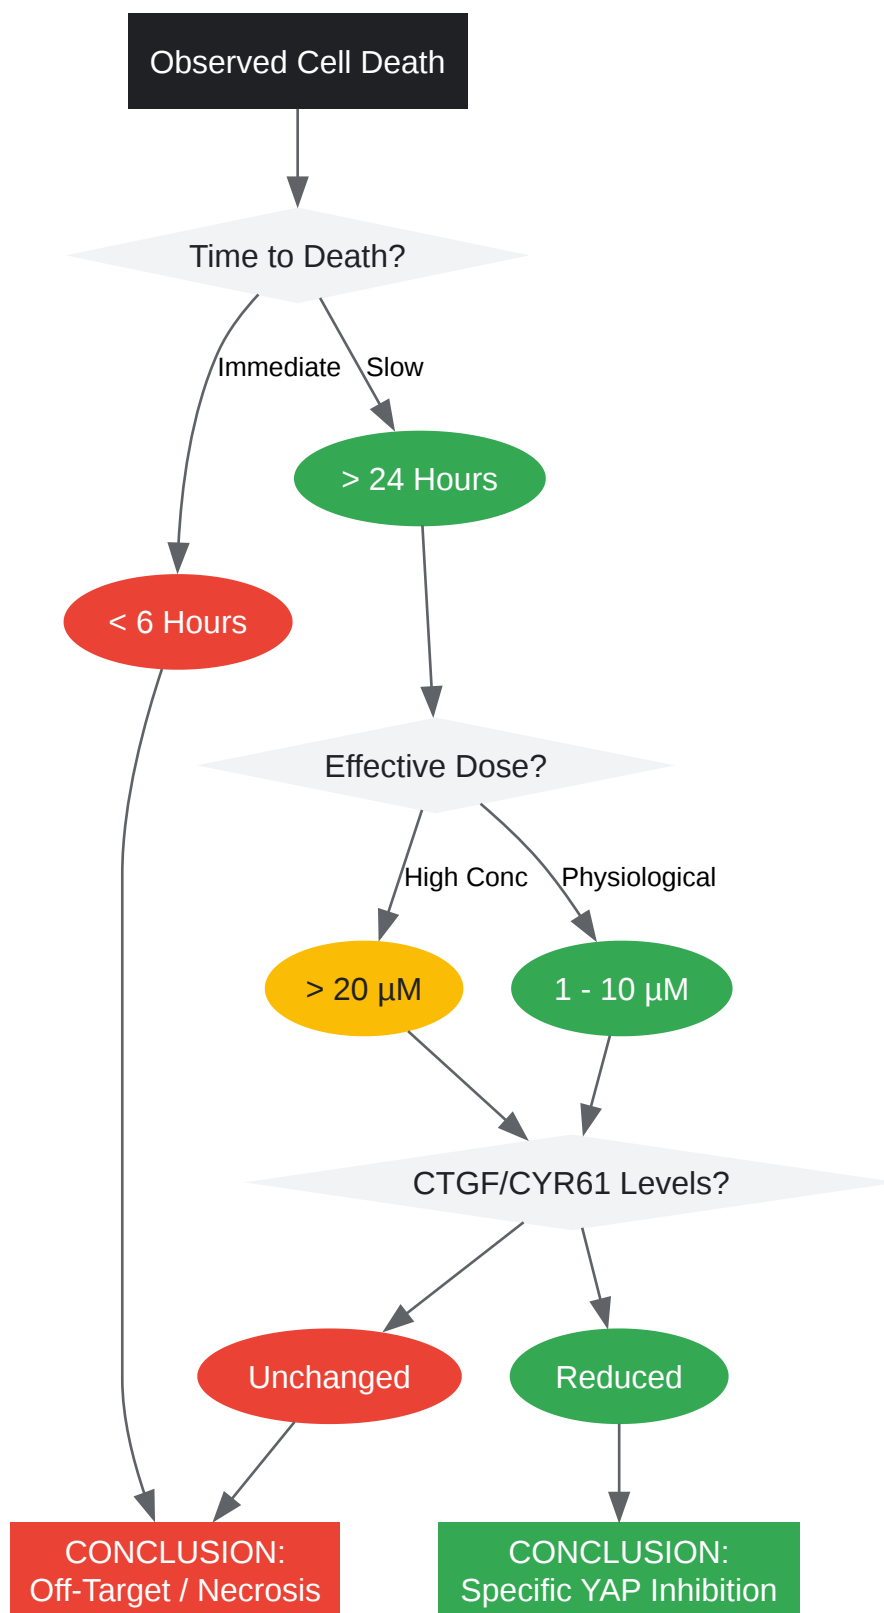 Observed Cell Death
Time to Death?
Immediate
Slow
> 24 Hours
< 6 Hours
Effective Dose?
High Conc
Physiological
> 20 µM
1 - 10 µM
CTGF/CYR61 Levels?
Unchanged
Reduced
CONCLUSION:
Off-Target / Necrosis
CONCLUSION:
Specific YAP Inhibition